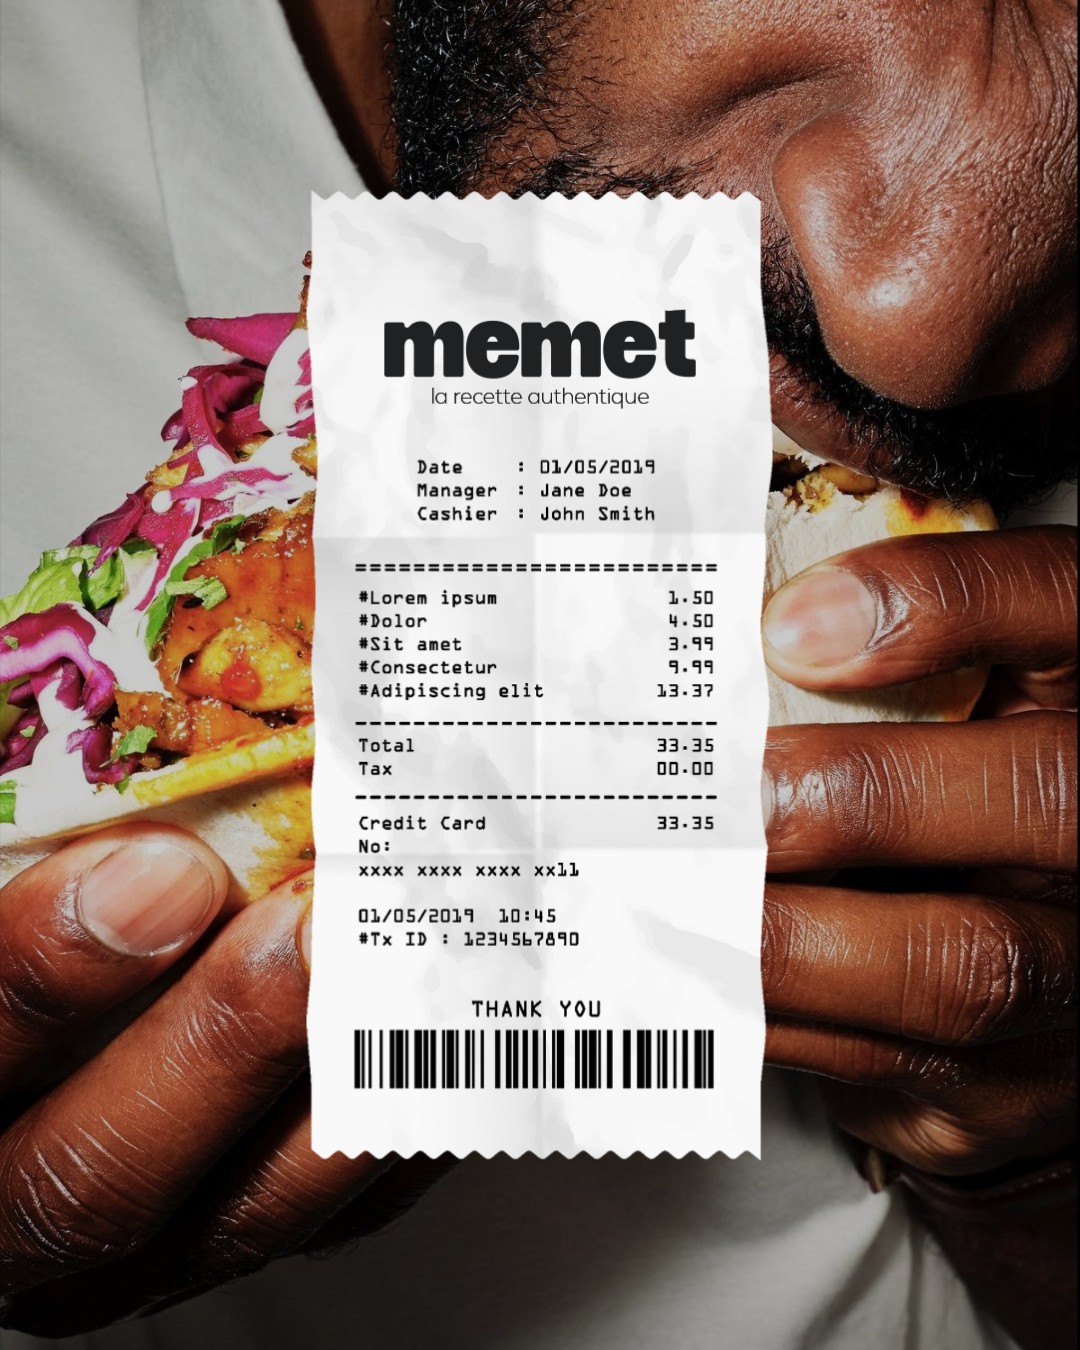 memet
la recette authentique
Date : 01/05/2019
Manager : Jane Doe
Cashier : John Smith
=========================
#Lorem ipsum 1.50
#Dolor 4.50
#Sit amet 3.99
#Consectetur 9.99
#Adipiscing elit 13.37
-------------------------
Total 33.35
Tax 00.00
-------------------------
Credit Card 33.35
No:
xxxx xxxx xxxx xx11
01/05/2019 10:45
#Tx ID : 1234567890
THANK YOU